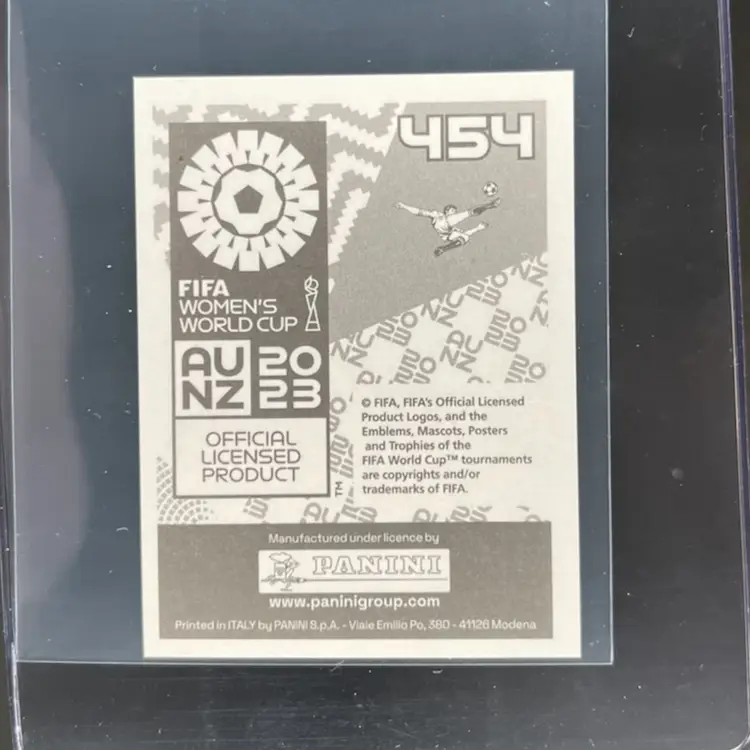 454
FIFA
WOMEN'S
WORLD CUP
AU 20
NZ 23
OFFICIAL
LICENSED
PRODUCT
TM
© FIFA, FIFA's Official Licensed
Product Logos, and the
Emblems, Mascots, Posters
and Trophies of the
FIFA World Cup™ tournaments
are copyrights and/or
trademarks of FIFA.
Manufactured under licence by
PANINI
www.paninigroup.com
Printed in ITALY by PANINI S.p.A. - Viale Emilio Po, 380 - 41126 Modena